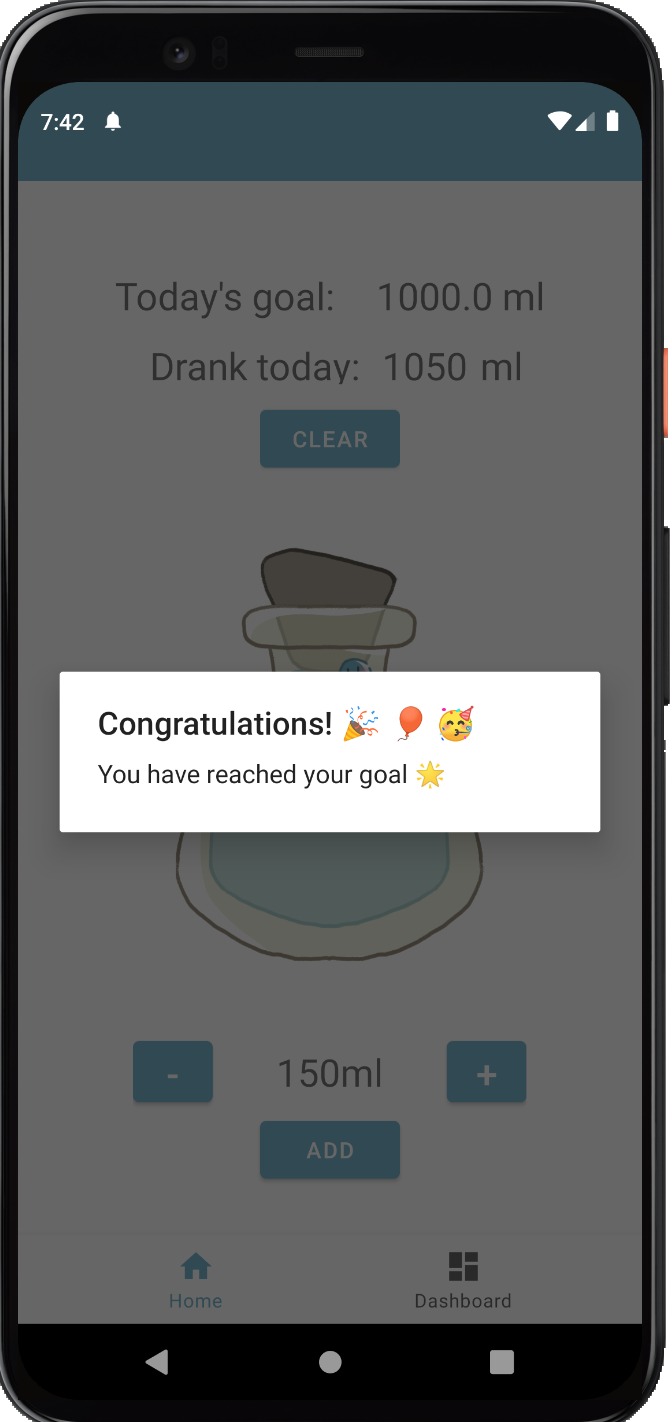 7:42
Today's goal: 1000.0 ml
Drank today: 1050 ml
CLEAR
Congratulations! 🎉 🎈 🥳
You have reached your goal 🌟
- 150ml +
ADD
Home Dashboard